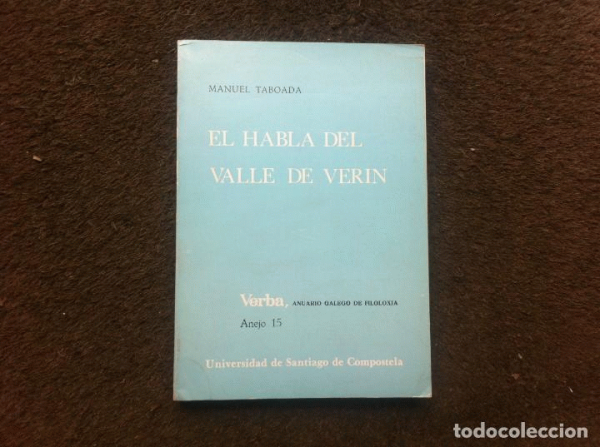 MANUEL TABOADA
EL HABLA DEL
VALLE DE VERIN
Verba, ANUARIO GALEGO DE FILOLOXIA
Anejo 15
Universidad de Santiago de Compostela
todocoleccion